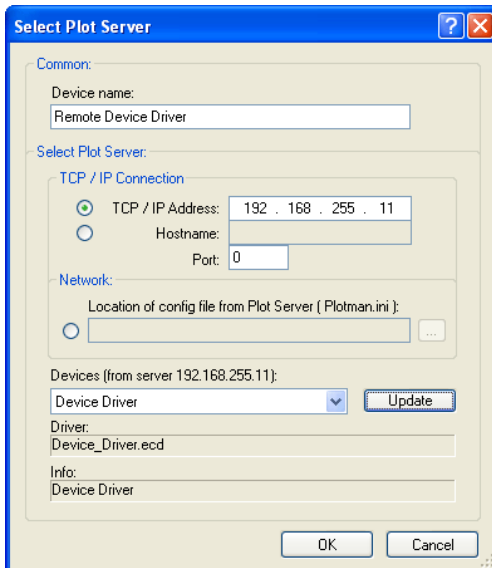 Select Plot Server
Common:
Device name:
Remote Device Driver
Select Plot Server:
TCP / IP Connection
TCP / IP Address: 192 . 168 . 255 . 11
Hostname:
Port: 0
Network:
Location of config file from Plot Server ( Plotman.ini ):
...
Devices (from server 192.168.255.11):
Device Driver Update
Driver:
Device_Driver.ecd
Info:
Device Driver
OK Cancel